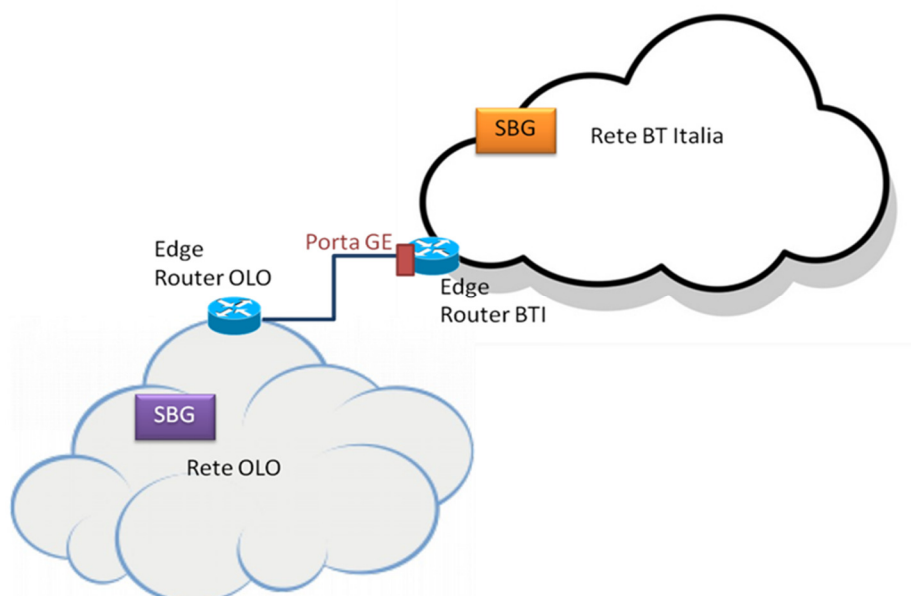 SBG
Rete BT Italia
Edge
Router OLO
Porta GE
Edge
Router BTI
SBG
Rete OLO